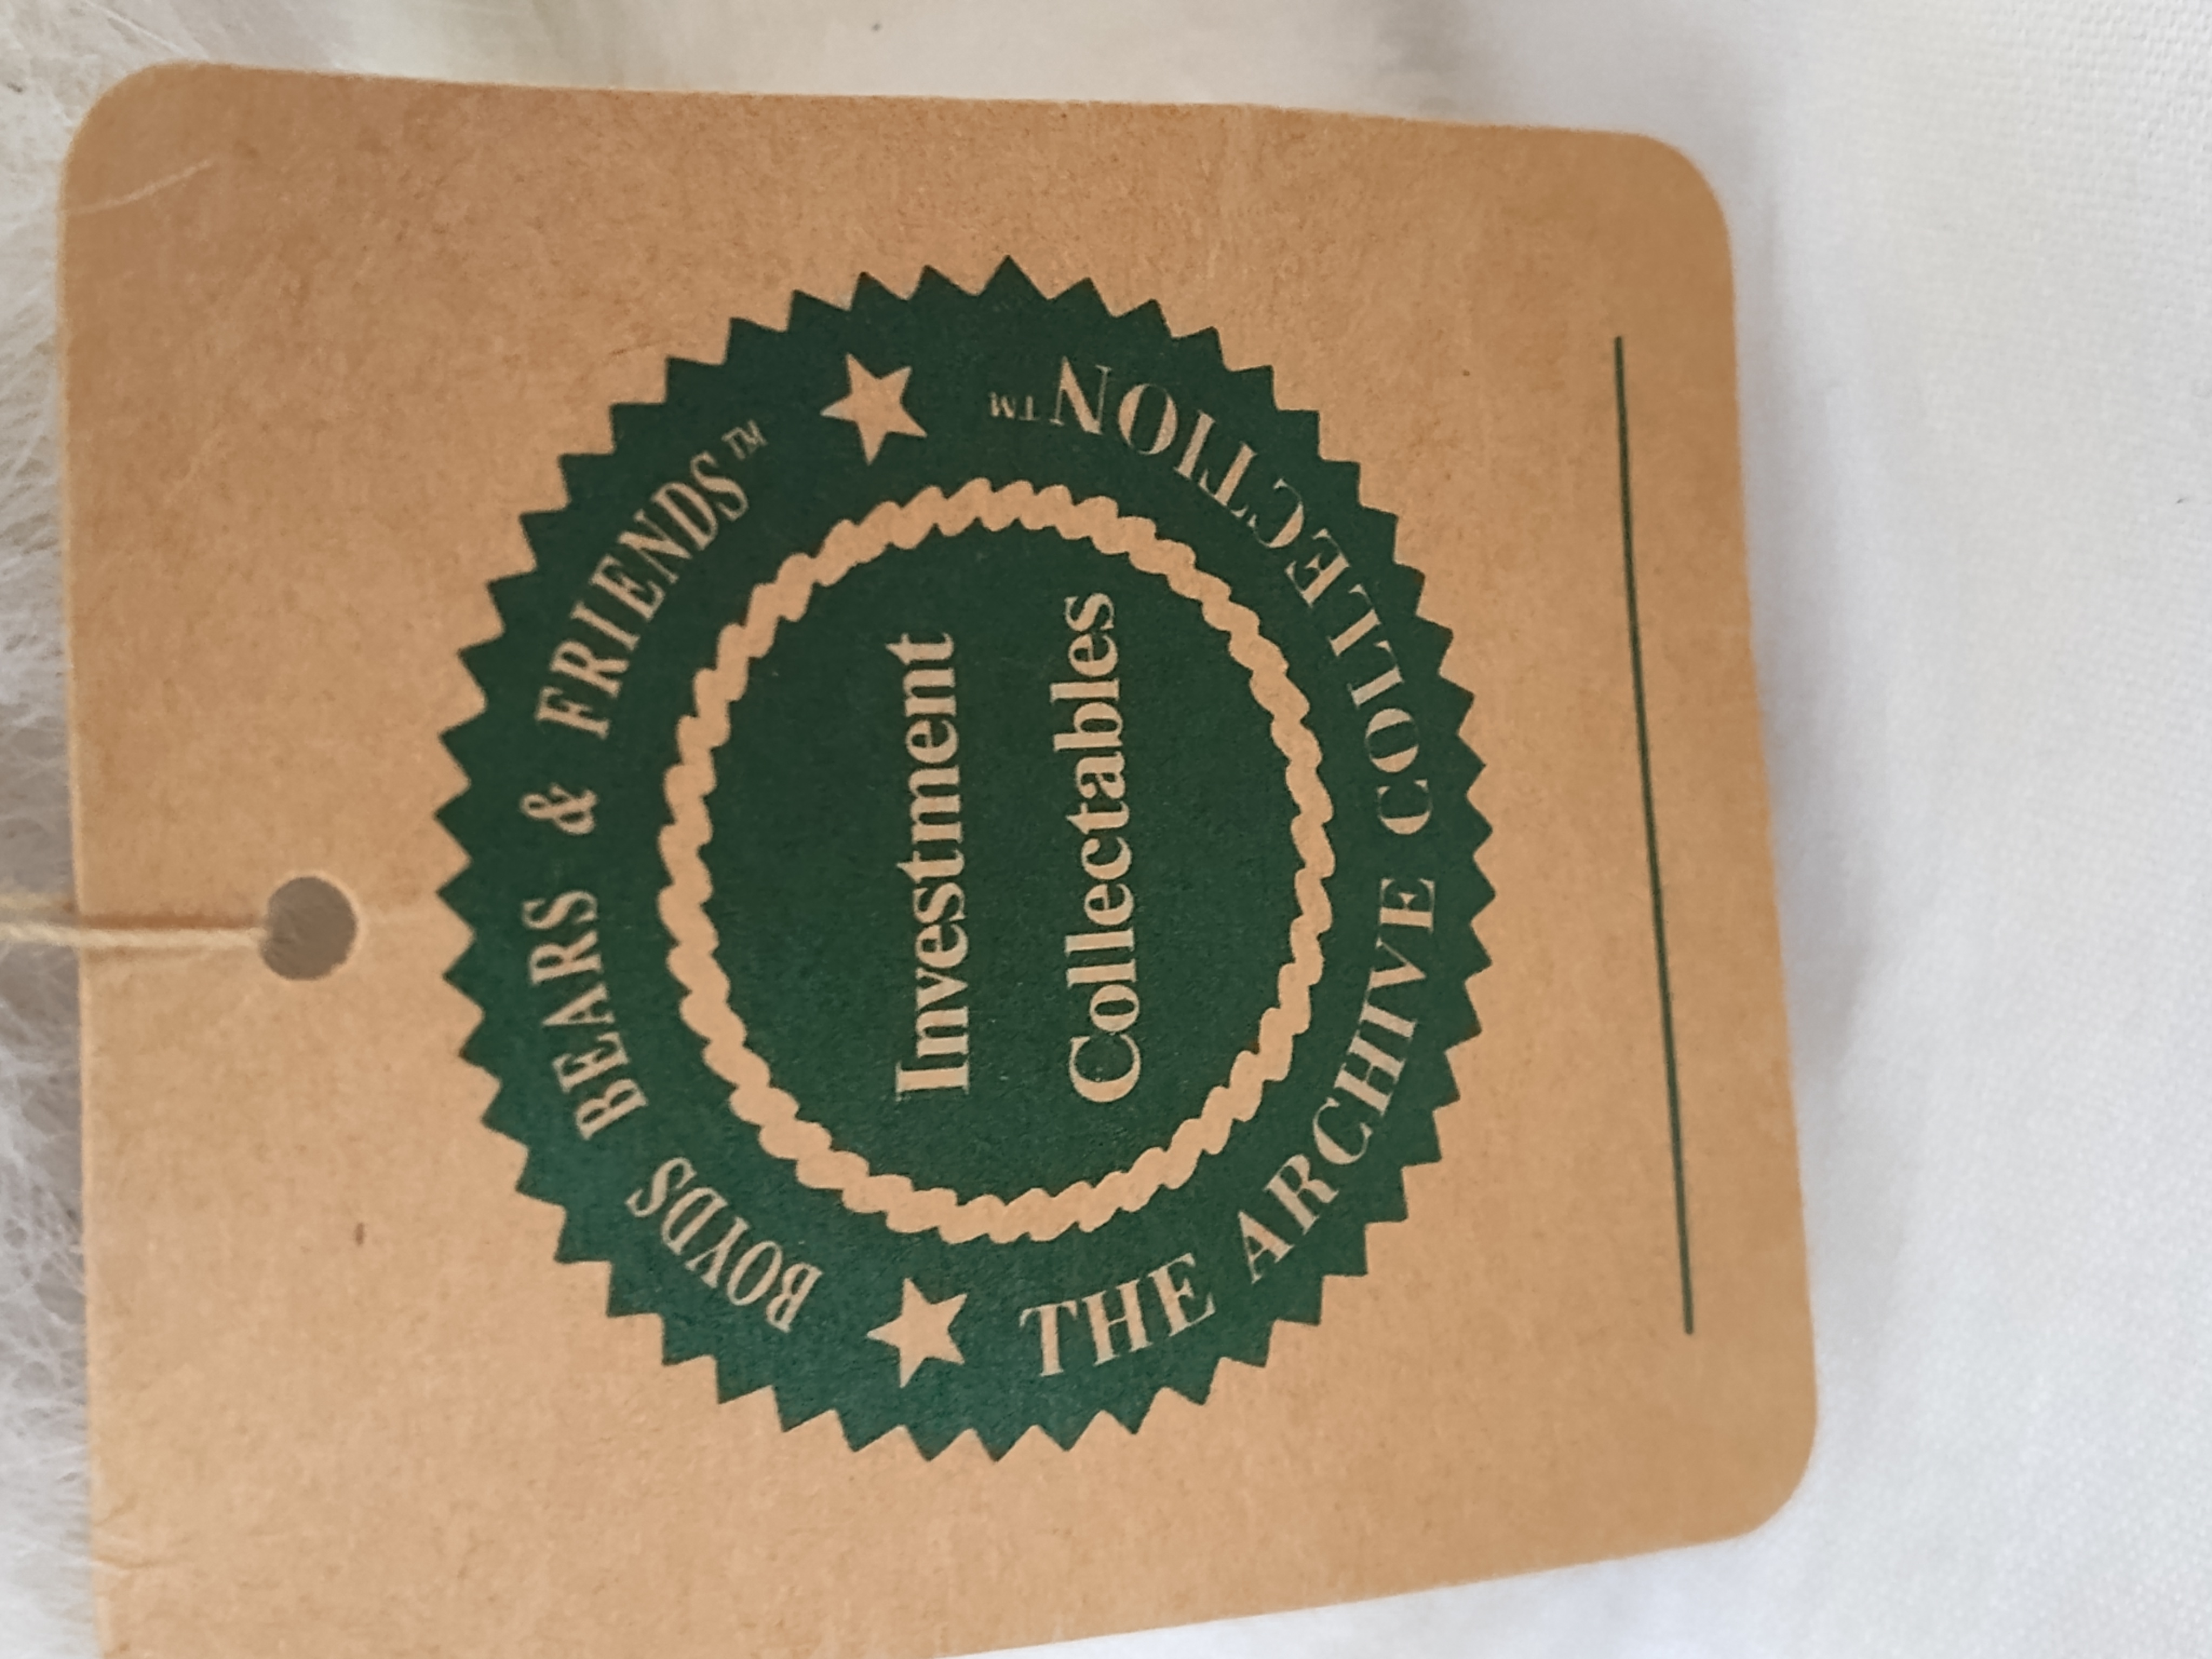 BOYDS BEARS & FRIENDS™
Investment
Collectables
THE ARCHIVE COLLECTION™